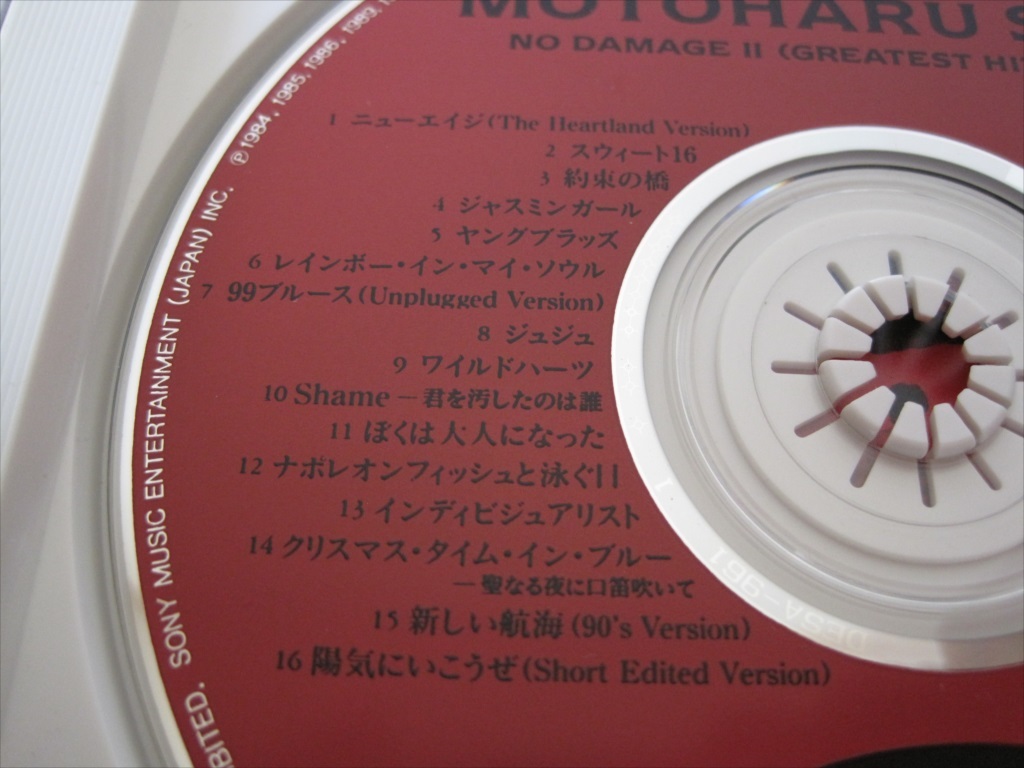 MOTOHARU S
NO DAMAGE II (GREATEST HI
1 ニューエイジ(The Heartland Version)
2 スウィート16
3 約束の橋
4 ジャスミンガール
5 ヤングブラッズ
6 レインボー・イン・マイ・ソウル
7 99ブルース(Unplugged Version)
8 ジュジュ
9 ワイルドハーツ
10 Shame — 君を汚したのは誰
11 ぼくは大人になった
12 ナポレオンフィッシュと泳ぐ日
13 インディビジュアリスト
14 クリスマス・タイム・イン・ブルー
— 聖なる夜に口笛吹いて
15 新しい航海(90's Version)
16 陽気にいこうぜ(Short Edited Version)
BITED. SONY MUSIC ENTERTAINMENT (JAPAN) INC. ℗1984, 1985, 1986, 1989,